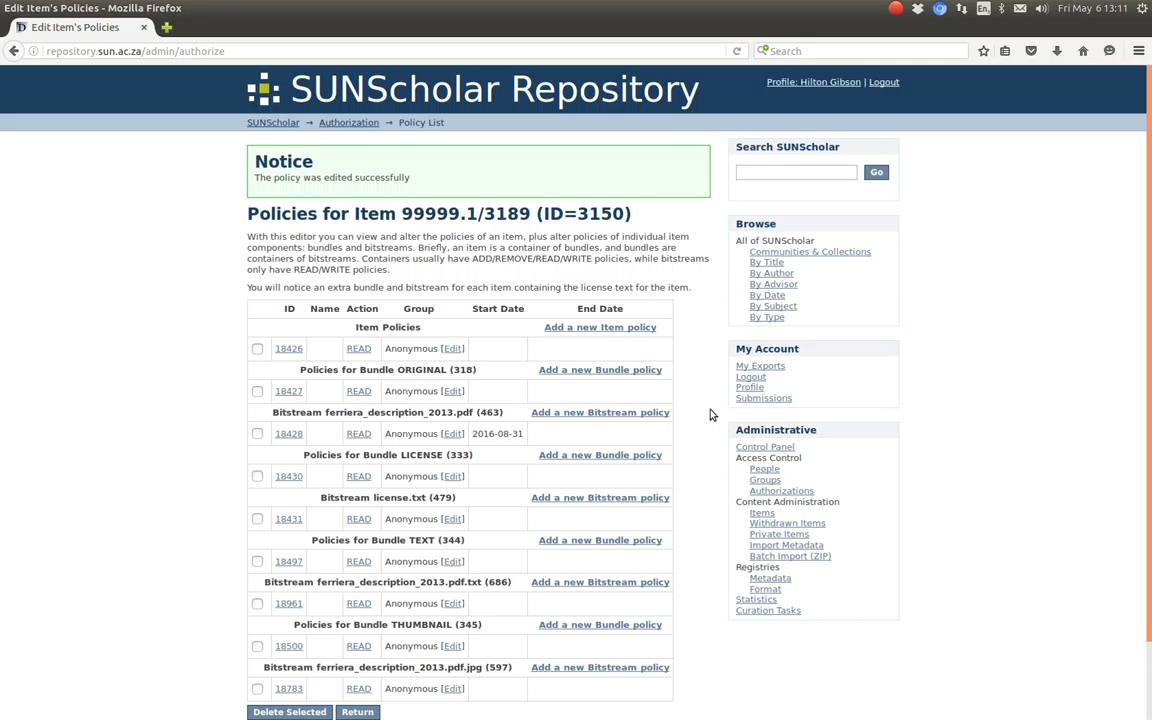 Edit Item's Policies - Mozilla Firefox
En
Fri May 6 13:11
Edit Item's Policies
repository.sun.ac.za/admin/authorize
Search
SUNScholar Repository
Profile: Hilton Gibson | Logout
SUNScholar → Authorization → Policy List
Notice
The policy was edited successfully
Policies for Item 99999.1/3189 (ID=3150)
With this editor you can view and alter the policies of an item, plus alter policies of individual item
components: bundles and bitstreams. Briefly, an item is a container of bundles, and bundles are
containers of bitstreams. Containers usually have ADD/REMOVE/READ/WRITE policies, while bitstreams
only have READ/WRITE policies.
You will notice an extra bundle and bitstream for each item containing the license text for the item.
ID Name Action Group Start Date End Date
Item Policies Add a new Item policy
18426 READ Anonymous [Edit]
Policies for Bundle ORIGINAL (318) Add a new Bundle policy
18427 READ Anonymous [Edit]
Bitstream ferriera_description_2013.pdf (463) Add a new Bitstream policy
18428 READ Anonymous [Edit] 2016-08-31
Policies for Bundle LICENSE (333) Add a new Bundle policy
18430 READ Anonymous [Edit]
Bitstream license.txt (479) Add a new Bitstream policy
18431 READ Anonymous [Edit]
Policies for Bundle TEXT (344) Add a new Bundle policy
18497 READ Anonymous [Edit]
Bitstream ferriera_description_2013.pdf.txt (686) Add a new Bitstream policy
18961 READ Anonymous [Edit]
Policies for Bundle THUMBNAIL (345) Add a new Bundle policy
18500 READ Anonymous [Edit]
Bitstream ferriera_description_2013.pdf.jpg (597) Add a new Bitstream policy
18783 READ Anonymous [Edit]
Delete Selected Return
Search SUNScholar
Go
Browse
All of SUNScholar
Communities & Collections
By Title
By Author
By Advisor
By Date
By Subject
By Type
My Account
My Exports
Logout
Profile
Submissions
Administrative
Control Panel
Access Control
People
Groups
Authorizations
Content Administration
Items
Withdrawn Items
Private Items
Import Metadata
Batch Import (ZIP)
Registries
Metadata
Format
Statistics
Curation Tasks